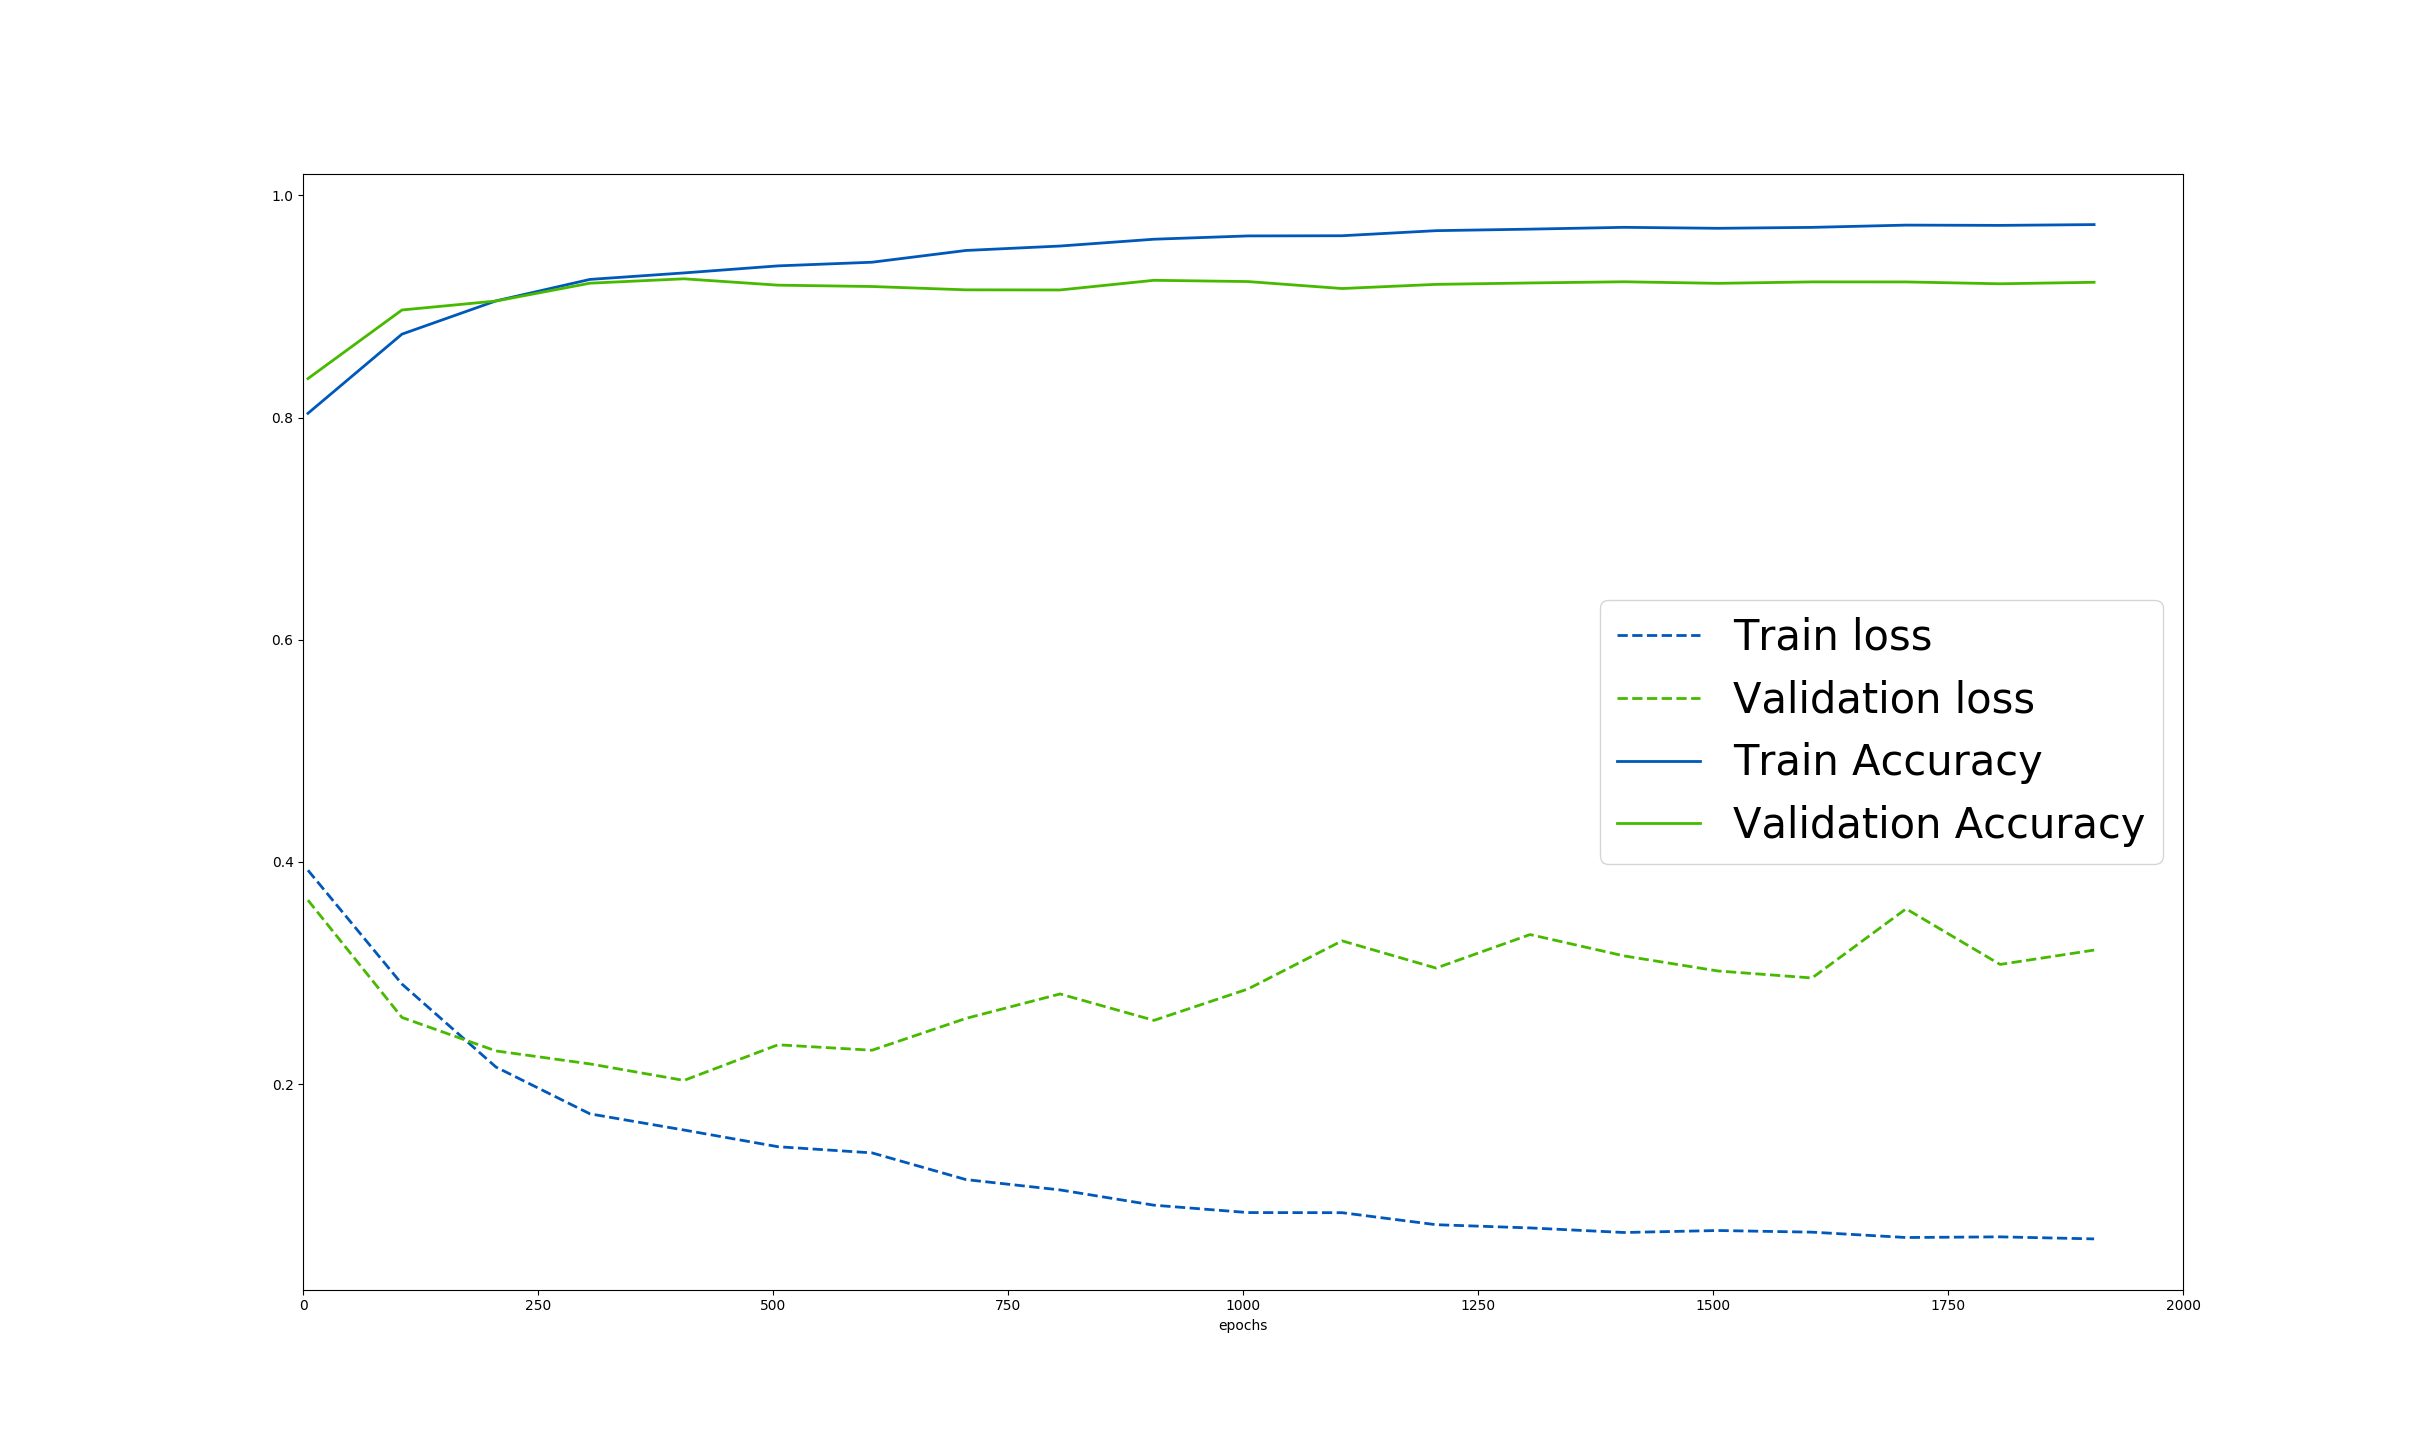 1.0
0.8
0.6
0.4
0.2
Train loss
Validation loss
Train Accuracy
Validation Accuracy
0 250 500 750 1000 1250 1500 1750 2000
epochs